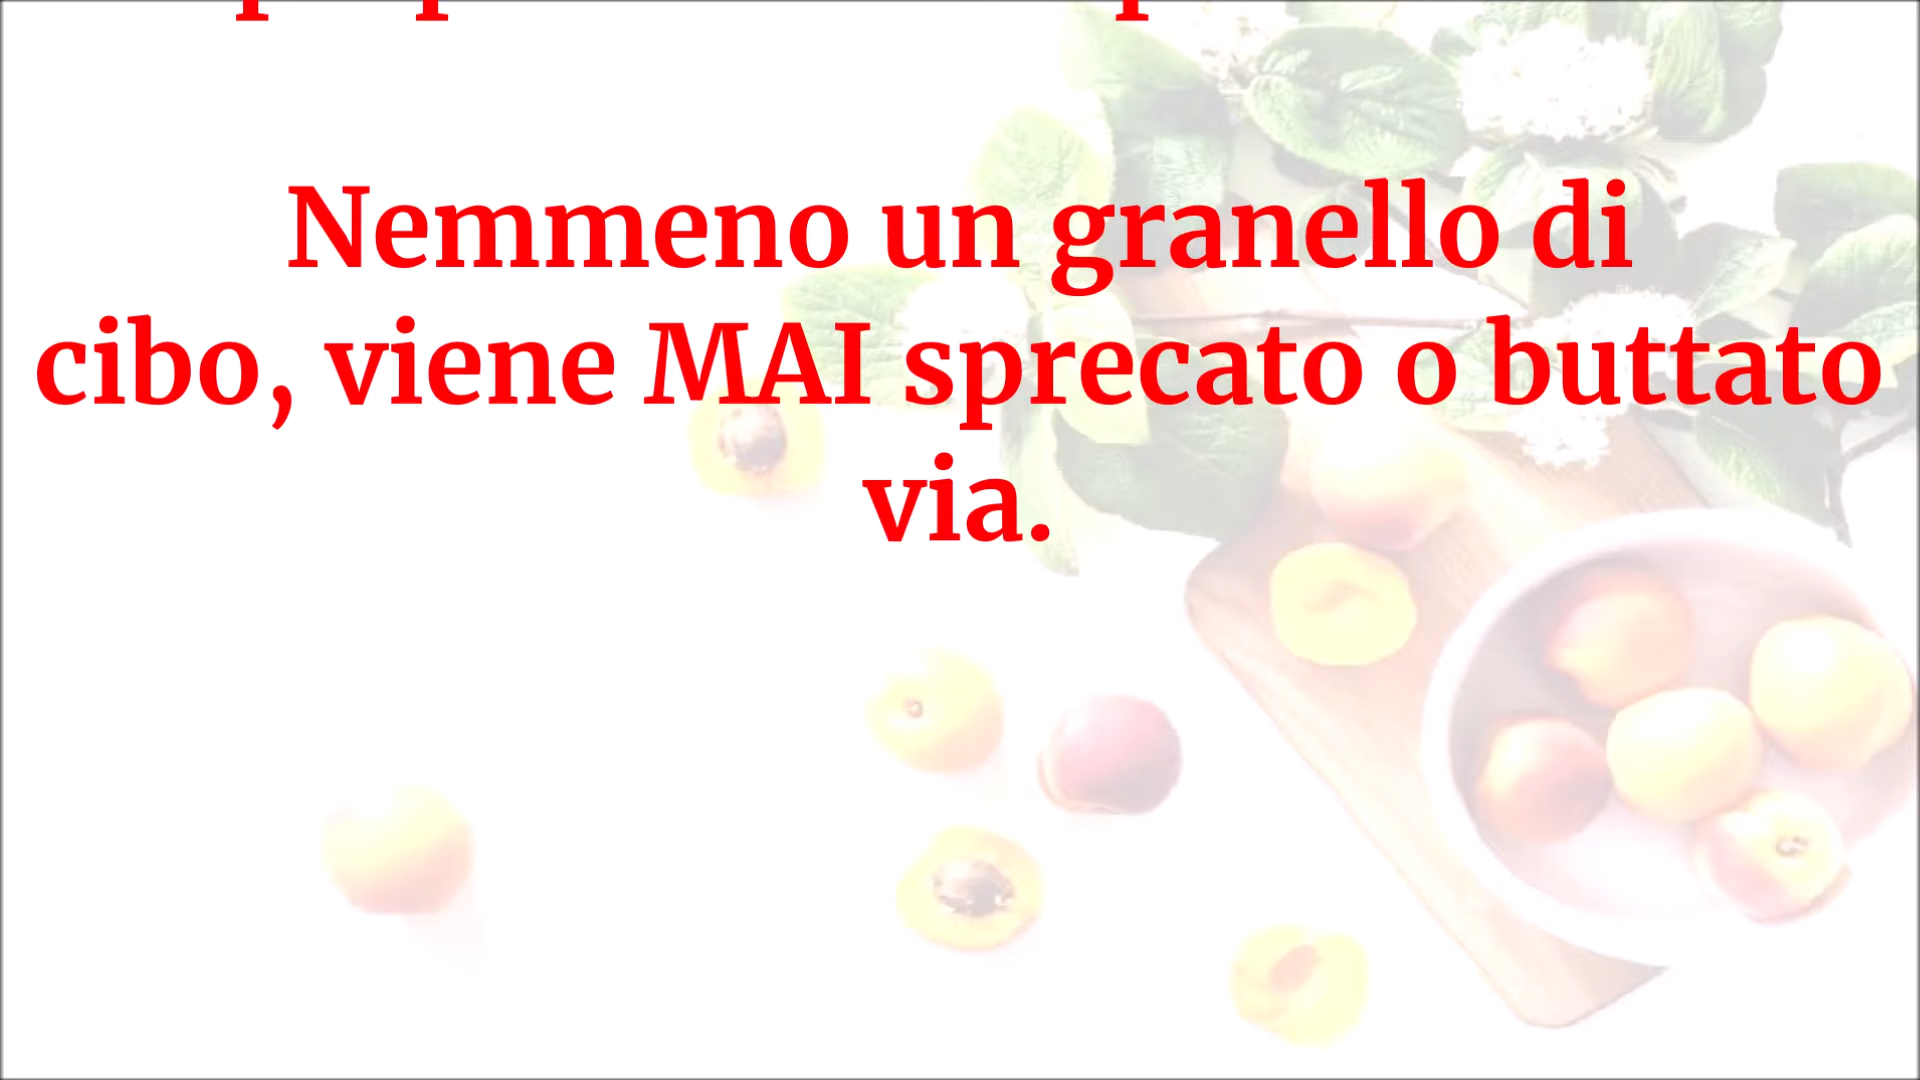 Nemmeno un granello di
cibo, viene MAI sprecato o buttato
via.